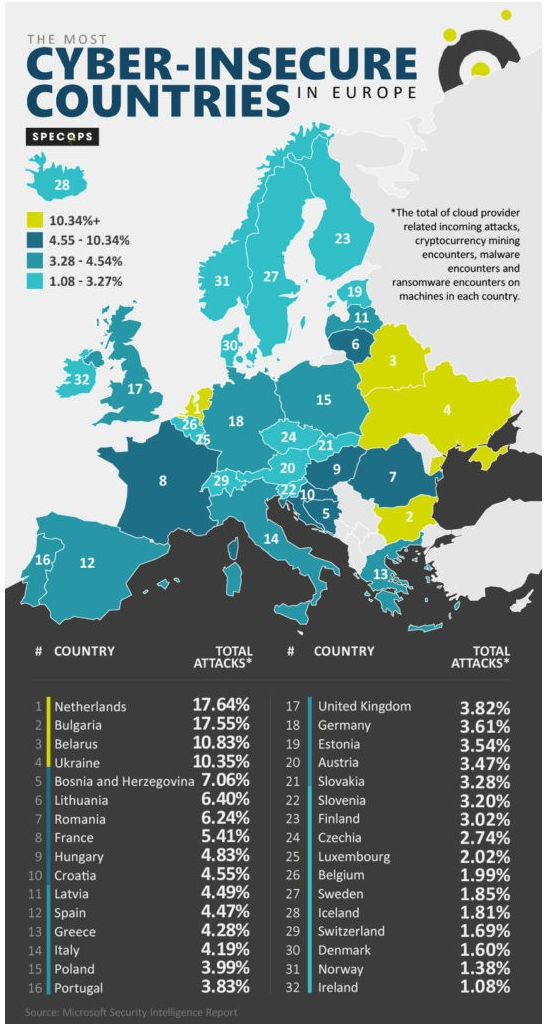 THE MOST
CYBER-INSECURE
COUNTRIES IN EUROPE
SPECOPS
28
10.34%+
4.55 - 10.34%
3.28 - 4.54%
1.08 - 3.27%
*The total of cloud provider
related incoming attacks,
cryptocurrency mining
encounters, malware
encounters and
ransomware encounters on
machines in each country.
23
27
31
19
11
30
6
3
32
17
1
4
15
26
18
25
24
21
20
9
8
29
7
22
10
5
2
14
16
12
13
# COUNTRY TOTAL
ATTACKS*
1 Netherlands 17.64%
2 Bulgaria 17.55%
3 Belarus 10.83%
4 Ukraine 10.35%
5 Bosnia and Herzegovina 7.06%
6 Lithuania 6.40%
7 Romania 6.24%
8 France 5.41%
9 Hungary 4.83%
10 Croatia 4.55%
11 Latvia 4.49%
12 Spain 4.47%
13 Greece 4.28%
14 Italy 4.19%
15 Poland 3.99%
16 Portugal 3.83%
# COUNTRY TOTAL
ATTACKS*
17 United Kingdom 3.82%
18 Germany 3.61%
19 Estonia 3.54%
20 Austria 3.47%
21 Slovakia 3.28%
22 Slovenia 3.20%
23 Finland 3.02%
24 Czechia 2.74%
25 Luxembourg 2.02%
26 Belgium 1.99%
27 Sweden 1.85%
28 Iceland 1.81%
29 Switzerland 1.69%
30 Denmark 1.60%
31 Norway 1.38%
32 Ireland 1.08%
Source: Microsoft Security Intelligence Report